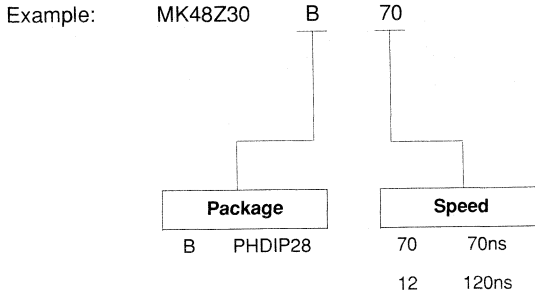 Example: MK48Z30 B 70
Package Speed
B PHDIP28 70 70ns
12 120ns